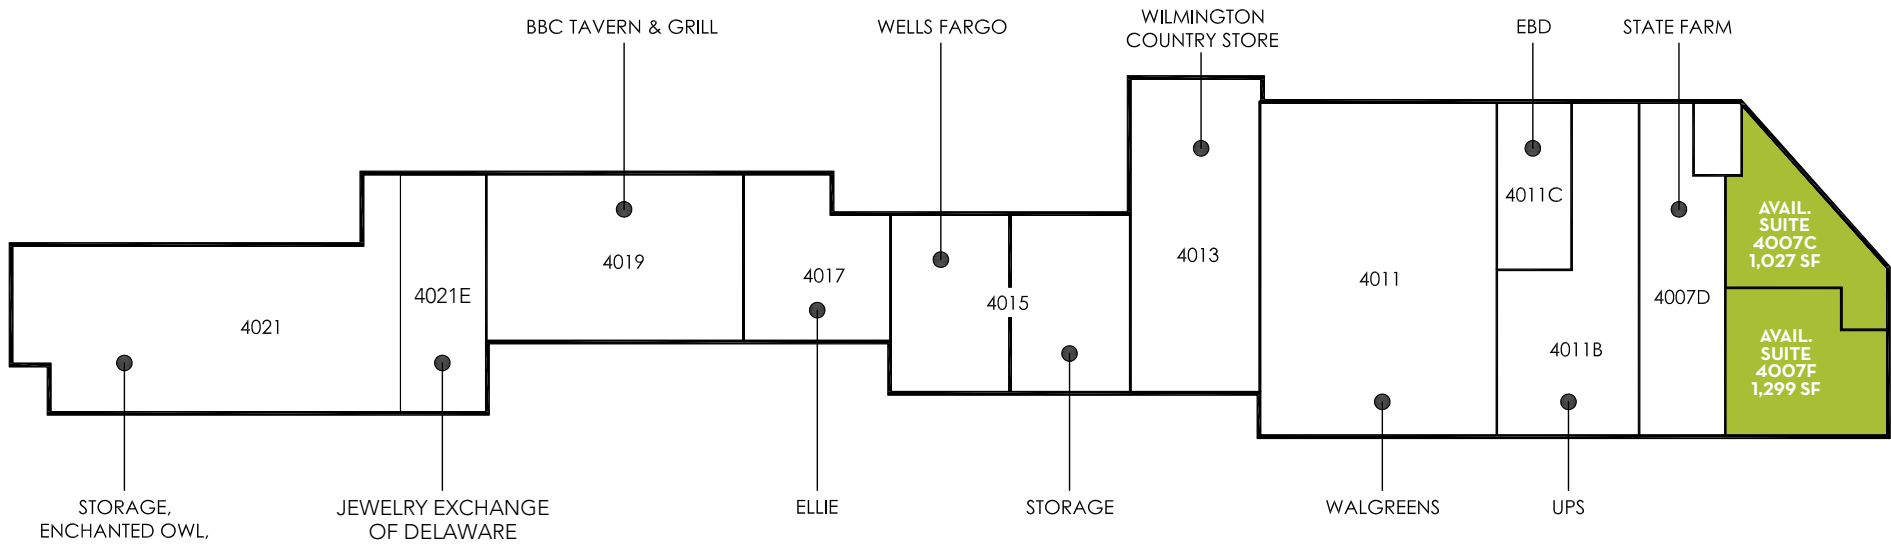 BBC TAVERN & GRILL
WELLS FARGO
WILMINGTON
COUNTRY STORE
EBD
STATE FARM
4021
4021E
4019
4017
4015
4013
4011
4011C
4011B
4007D
AVAIL.
SUITE
4007C
1,027 SF
AVAIL.
SUITE
4007F
1,299 SF
STORAGE,
ENCHANTED OWL,
JEWELRY EXCHANGE
OF DELAWARE
ELLIE
STORAGE
WALGREENS
UPS